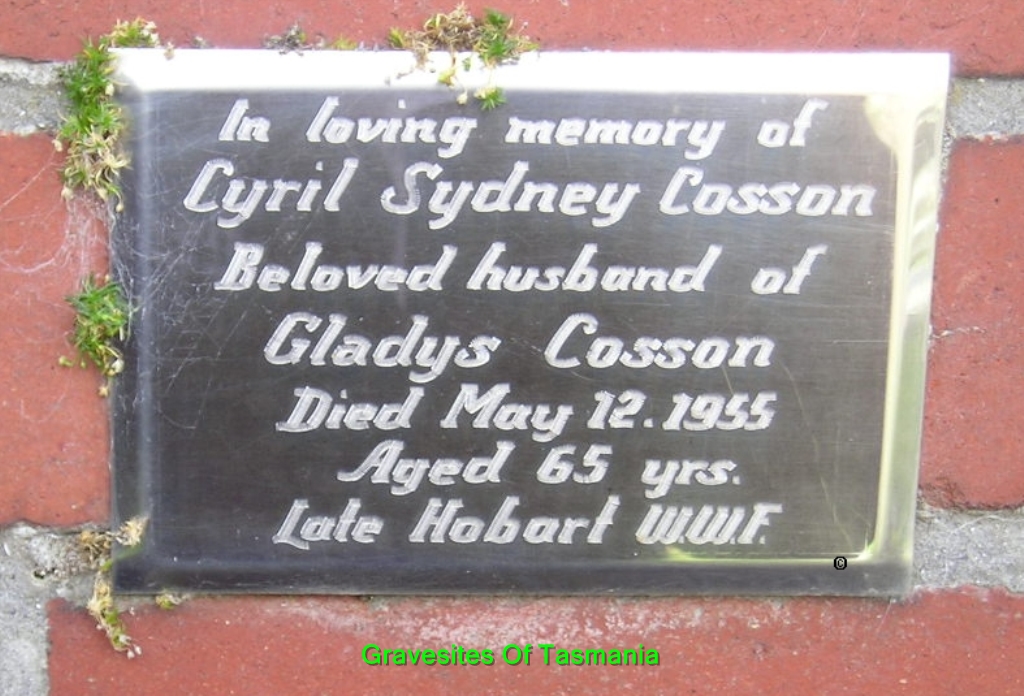 In loving memory of
Cyril Sydney Cosson
Beloved husband of
Gladys Cosson
Died May 12. 1955
Aged 65 yrs.
Late Hobart W.W.F.
©
Gravesites Of Tasmania